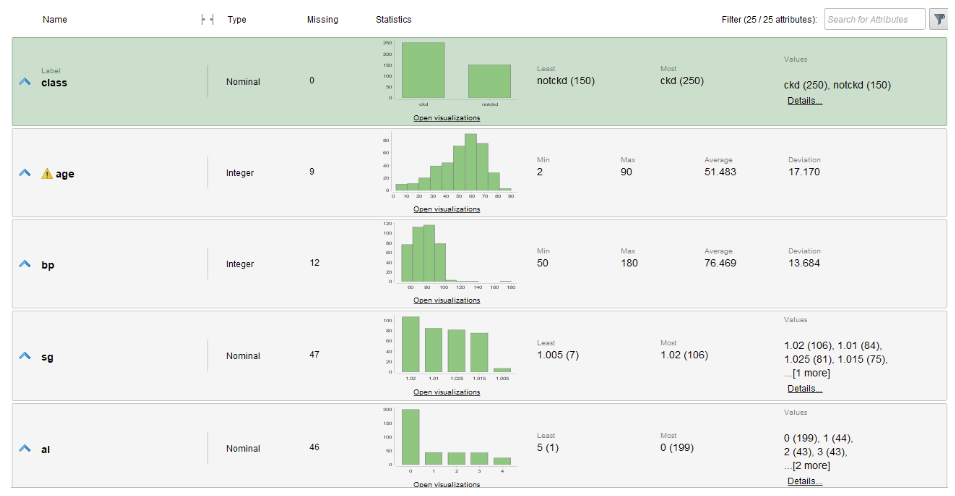 Name Type Missing Statistics Filter (25 / 25 attributes): Search for Attributes
Label
class Nominal 0
250
200
150
100
50
0
ckd notckd
Open visualizations
Least
notckd (150)
Most
ckd (250)
Values
ckd (250), notckd (150)
Details...
age Integer 9
80
60
40
20
0
0 10 20 30 40 50 60 70 80 90
Open visualizations
Min
2
Max
90
Average
51.483
Deviation
17.170
bp Integer 12
120
100
80
60
40
20
0
60 80 100 120 140 160 180
Open visualizations
Min
50
Max
180
Average
76.469
Deviation
13.684
sg Nominal 47
100
80
60
40
20
0
1.02 1.01 1.025 1.015 1.005
Open visualizations
Least
1.005 (7)
Most
1.02 (106)
Values
1.02 (106), 1.01 (84),
1.025 (81), 1.015 (75),
...[1 more]
Details...
al Nominal 46
200
150
100
50
0
0 1 2 3 4
Open visualizations
Least
5 (1)
Most
0 (199)
Values
0 (199), 1 (44),
2 (43), 3 (43),
...[2 more]
Details...